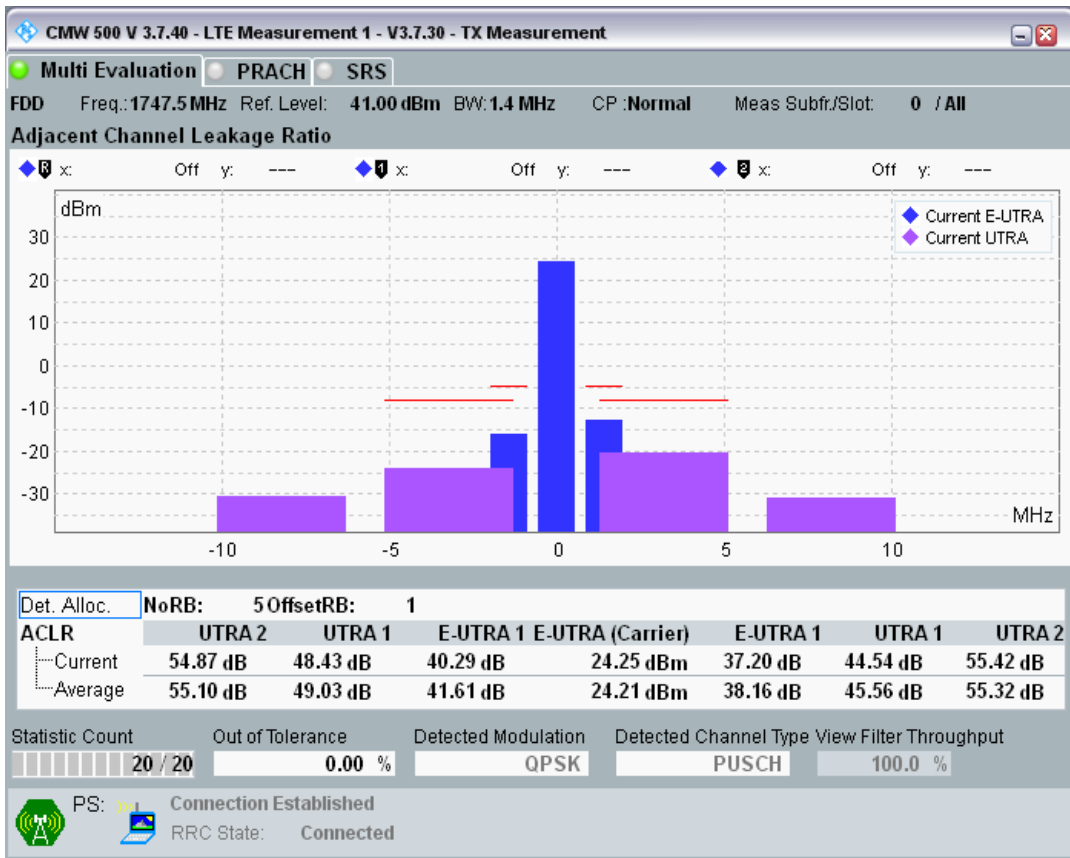 CMW 500 V 3.7.40 - LTE Measurement 1 - V3.7.30 - TX Measurement
Multi Evaluation PRACH SRS
FDD Freq.: 1747.5 MHz Ref. Level: 41.00 dBm BW: 1.4 MHz CP :Normal Meas Subfr./Slot: 0 / All
Adjacent Channel Leakage Ratio
R x: Off y: --- 1 x: Off y: --- 2 x: Off y: ---
dBm
Current E-UTRA
Current UTRA
30
20
10
0
-10
-20
-30
MHz
-10 -5 0 5 10
Det. Alloc. NoRB: 5 OffsetRB: 1
ACLR UTRA 2 UTRA 1 E-UTRA 1 E-UTRA (Carrier) E-UTRA 1 UTRA 1 UTRA 2
Current 54.87 dB 48.43 dB 40.29 dB 24.25 dBm 37.20 dB 44.54 dB 55.42 dB
Average 55.10 dB 49.03 dB 41.61 dB 24.21 dBm 38.16 dB 45.56 dB 55.32 dB
Statistic Count Out of Tolerance Detected Modulation Detected Channel Type View Filter Throughput
20 / 20 0.00 % QPSK PUSCH 100.0 %
PS: Connection Established
RRC State: Connected